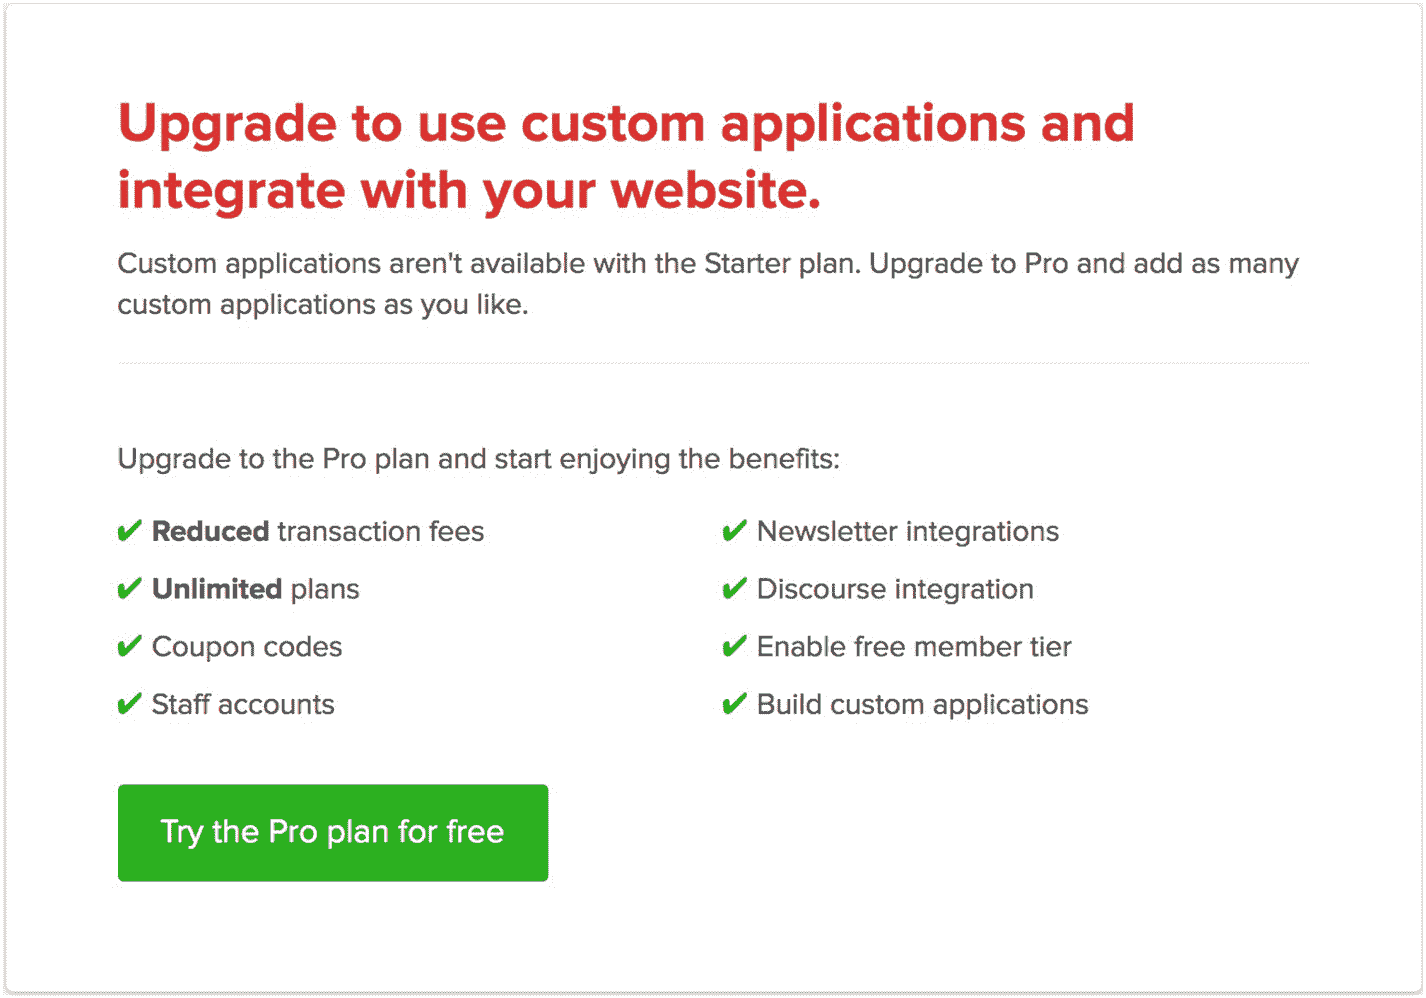 Upgrade to use custom applications and
integrate with your website.
Custom applications aren't available with the Starter plan. Upgrade to Pro and add as many
custom applications as you like.
Upgrade to the Pro plan and start enjoying the benefits:
✔ Reduced transaction fees
✔ Unlimited plans
✔ Coupon codes
✔ Staff accounts
✔ Newsletter integrations
✔ Discourse integration
✔ Enable free member tier
✔ Build custom applications
Try the Pro plan for free